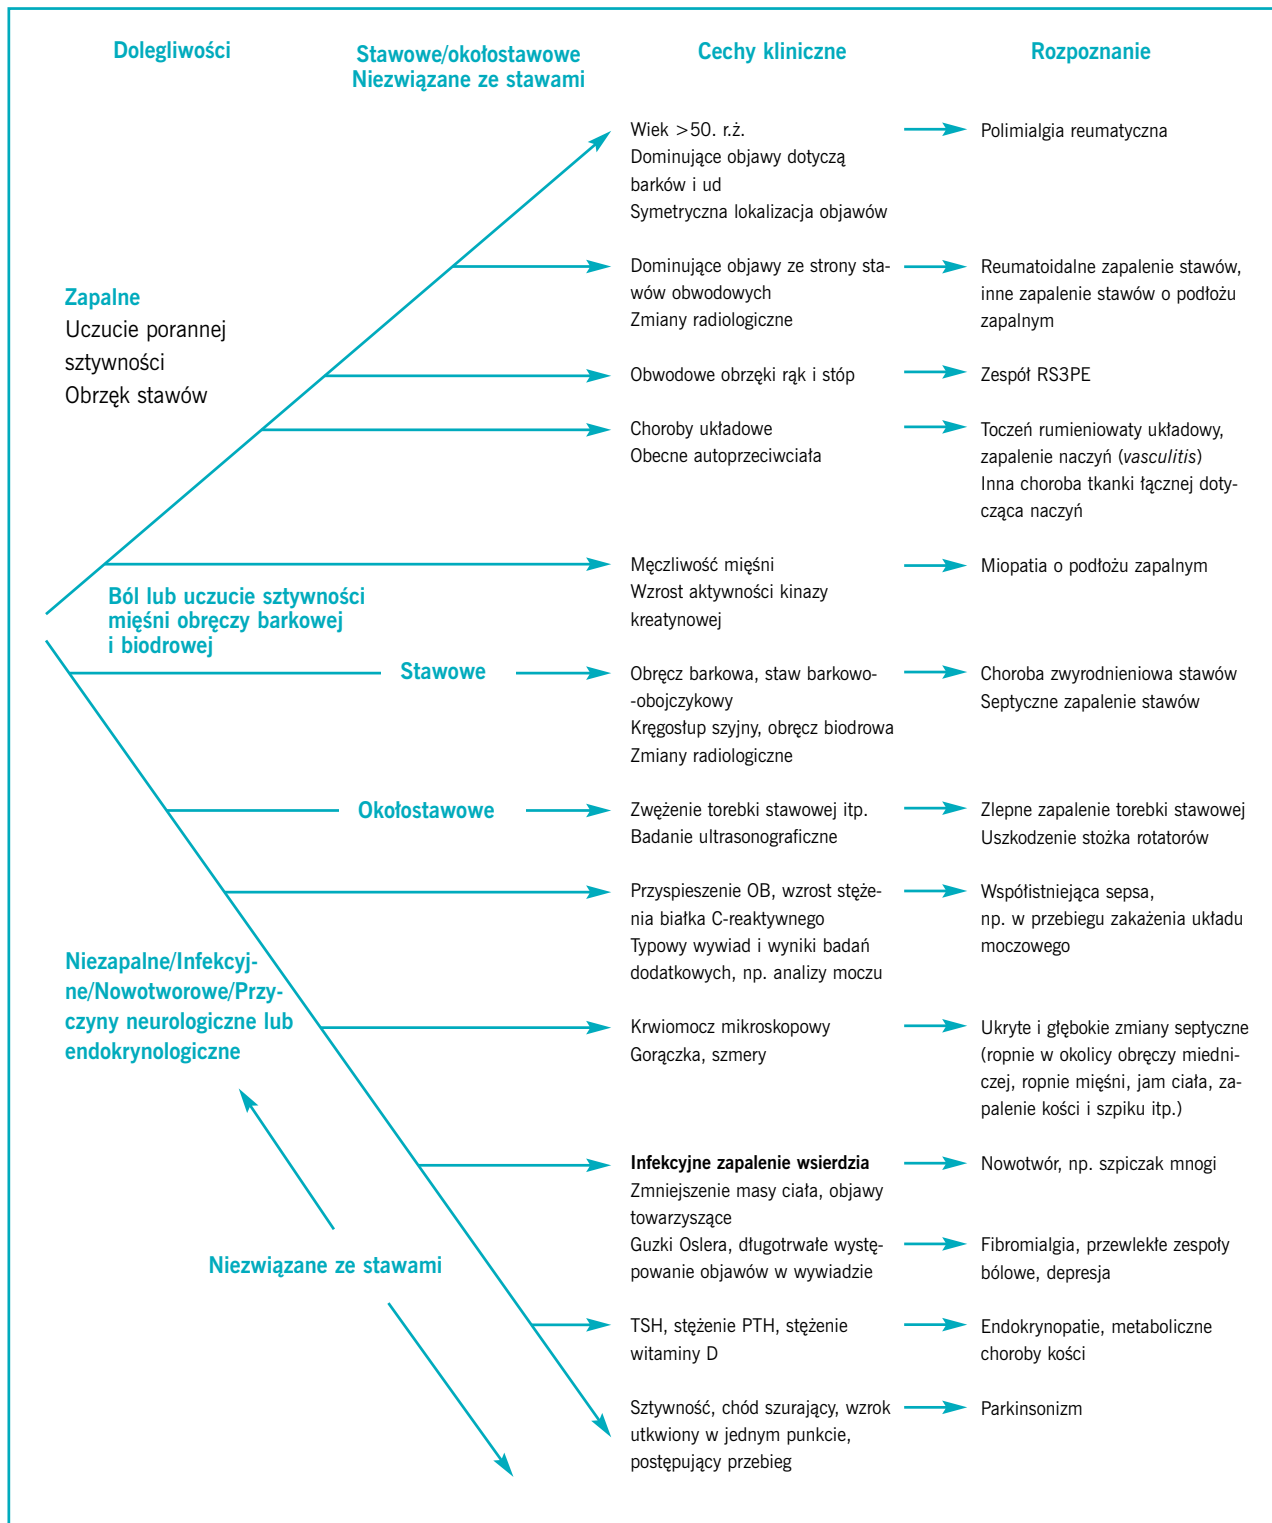 Dolegliwości
Stawowe/okołostawowe
Niezwiązane ze stawami
Cechy kliniczne
Rozpoznanie
Wiek >50. r.ż.
Dominujące objawy dotyczą
barków i ud
Symetryczna lokalizacja objawów
Polimialgia reumatyczna
Zapalne
Uczucie porannej
sztywności
Obrzęk stawów
Dominujące objawy ze strony sta-
wów obwodowych
Zmiany radiologiczne
Reumatoidalne zapalenie stawów,
inne zapalenie stawów o podłożu
zapalnym
Obwodowe obrzęki rąk i stóp
Zespół RS3PE
Choroby układowe
Obecne autoprzeciwciała
Toczeń rumieniowaty układowy,
zapalenie naczyń (vasculitis)
Inna choroba tkanki łącznej doty-
cząca naczyń
Męczliwość mięśni
Wzrost aktywności kinazy
kreatynowej
Miopatia o podłożu zapalnym
Ból lub uczucie sztywności
mięśni obręczy barkowej
i biodrowej
Stawowe
Obręcz barkowa, staw barkowo-
-obojczykowy
Kręgosłup szyjny, obręcz biodrowa
Zmiany radiologiczne
Choroba zwyrodnieniowa stawów
Septyczne zapalenie stawów
Okołostawowe
Zwężenie torebki stawowej itp.
Badanie ultrasonograficzne
Zlepne zapalenie torebki stawowej
Uszkodzenie stożka rotatorów
Przyspieszenie OB, wzrost stęże-
nia białka C-reaktywnego
Typowy wywiad i wyniki badań
dodatkowych, np. analizy moczu
Współistniejąca sepsa,
np. w przebiegu zakażenia układu
moczowego
Niezapalne/Infekcyj-
ne/Nowotworowe/Przy-
czyny neurologiczne lub
endokrynologiczne
Krwiomocz mikroskopowy
Gorączka, szmery
Ukryte i głębokie zmiany septyczne
(ropnie w okolicy obręczy miedni-
czej, ropnie mięśni, jam ciała, za-
palenie kości i szpiku itp.)
Infekcyjne zapalenie wsierdzia
Zmniejszenie masy ciała, objawy
towarzyszące
Guzki Oslera, długotrwałe wystę-
powanie objawów w wywiadzie
Nowotwór, np. szpiczak mnogi
Fibromialgia, przewlekłe zespoły
bólowe, depresja
Niezwiązane ze stawami
TSH, stężenie PTH, stężenie
witaminy D
Endokrynopatie, metaboliczne
choroby kości
Sztywność, chód szurający, wzrok
utkwiony w jednym punkcie,
postępujący przebieg
Parkinsonizm